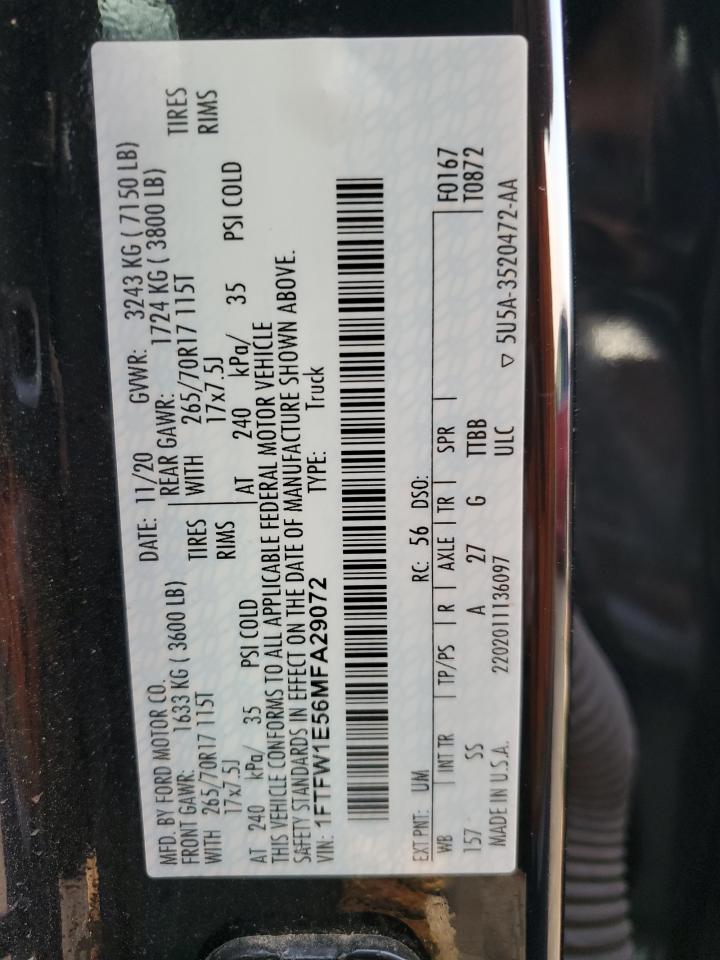 MFD. BY FORD MOTOR CO. DATE: 11/20 GVWR: 3243 KG ( 7150 LB)
FRONT GAWR: 1633 KG ( 3600 LB) REAR GAWR: 1724 KG ( 3800 LB)
WITH 265/70R17 115T TIRES WITH 265/70R17 115T TIRES
17x7.5J RIMS 17x7.5J RIMS
AT 240 kPa/ 35 PSI COLD AT 240 kPa/ 35 PSI COLD
THIS VEHICLE CONFORMS TO ALL APPLICABLE FEDERAL MOTOR VEHICLE
SAFETY STANDARDS IN EFFECT ON THE DATE OF MANUFACTURE SHOWN ABOVE.
VIN: 1FTFW1E56MFA29072 TYPE: Truck
EXT PNT: UM RC: 56 DSO: F0167
WB INT TR TP/PS R AXLE TR SPR T0872
157 SS A 27 G TTBB
MADE IN U.S.A. 2202011136097 ULC ▽ 5U5A-3520472-AA